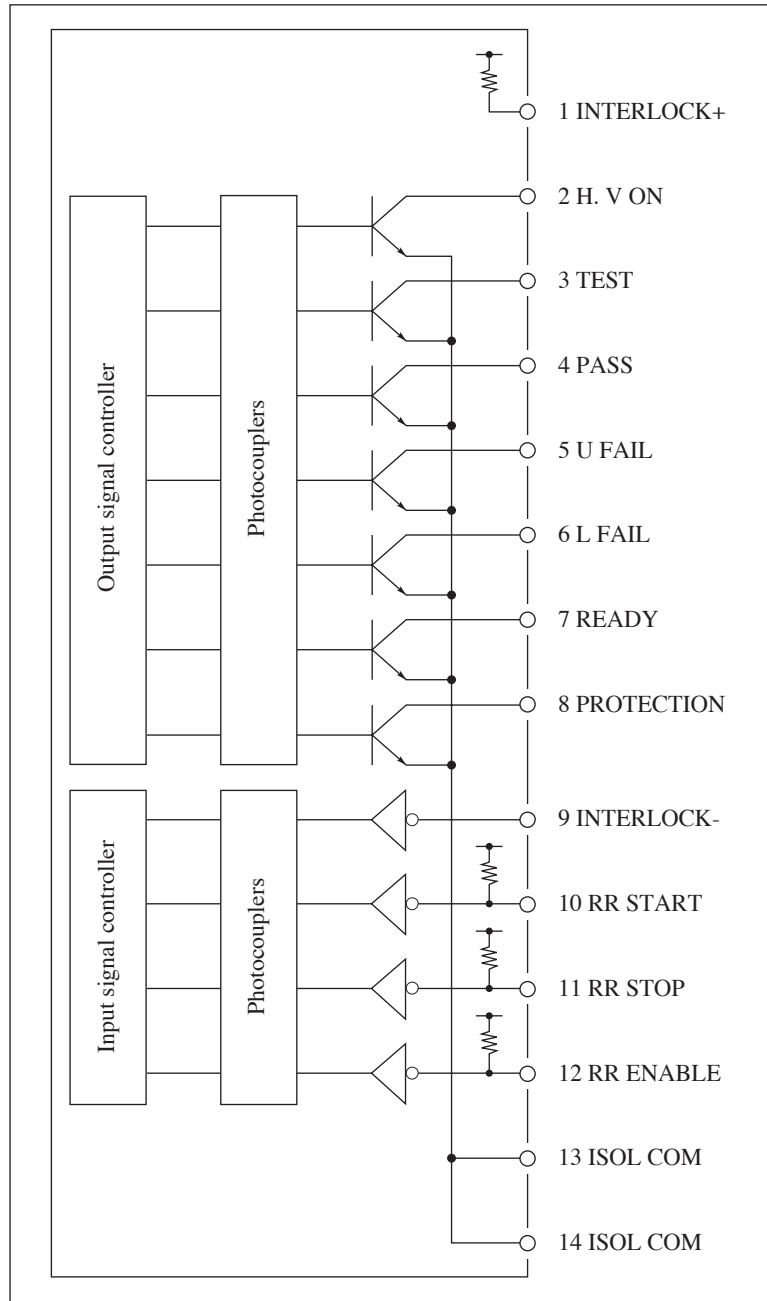 1 INTERLOCK+
2 H. V ON
3 TEST
4 PASS
5 U FAIL
6 L FAIL
7 READY
8 PROTECTION
Output signal controller
Photocouplers
9 INTERLOCK-
10 RR START
11 RR STOP
12 RR ENABLE
Input signal controller
Photocouplers
13 ISOL COM
14 ISOL COM